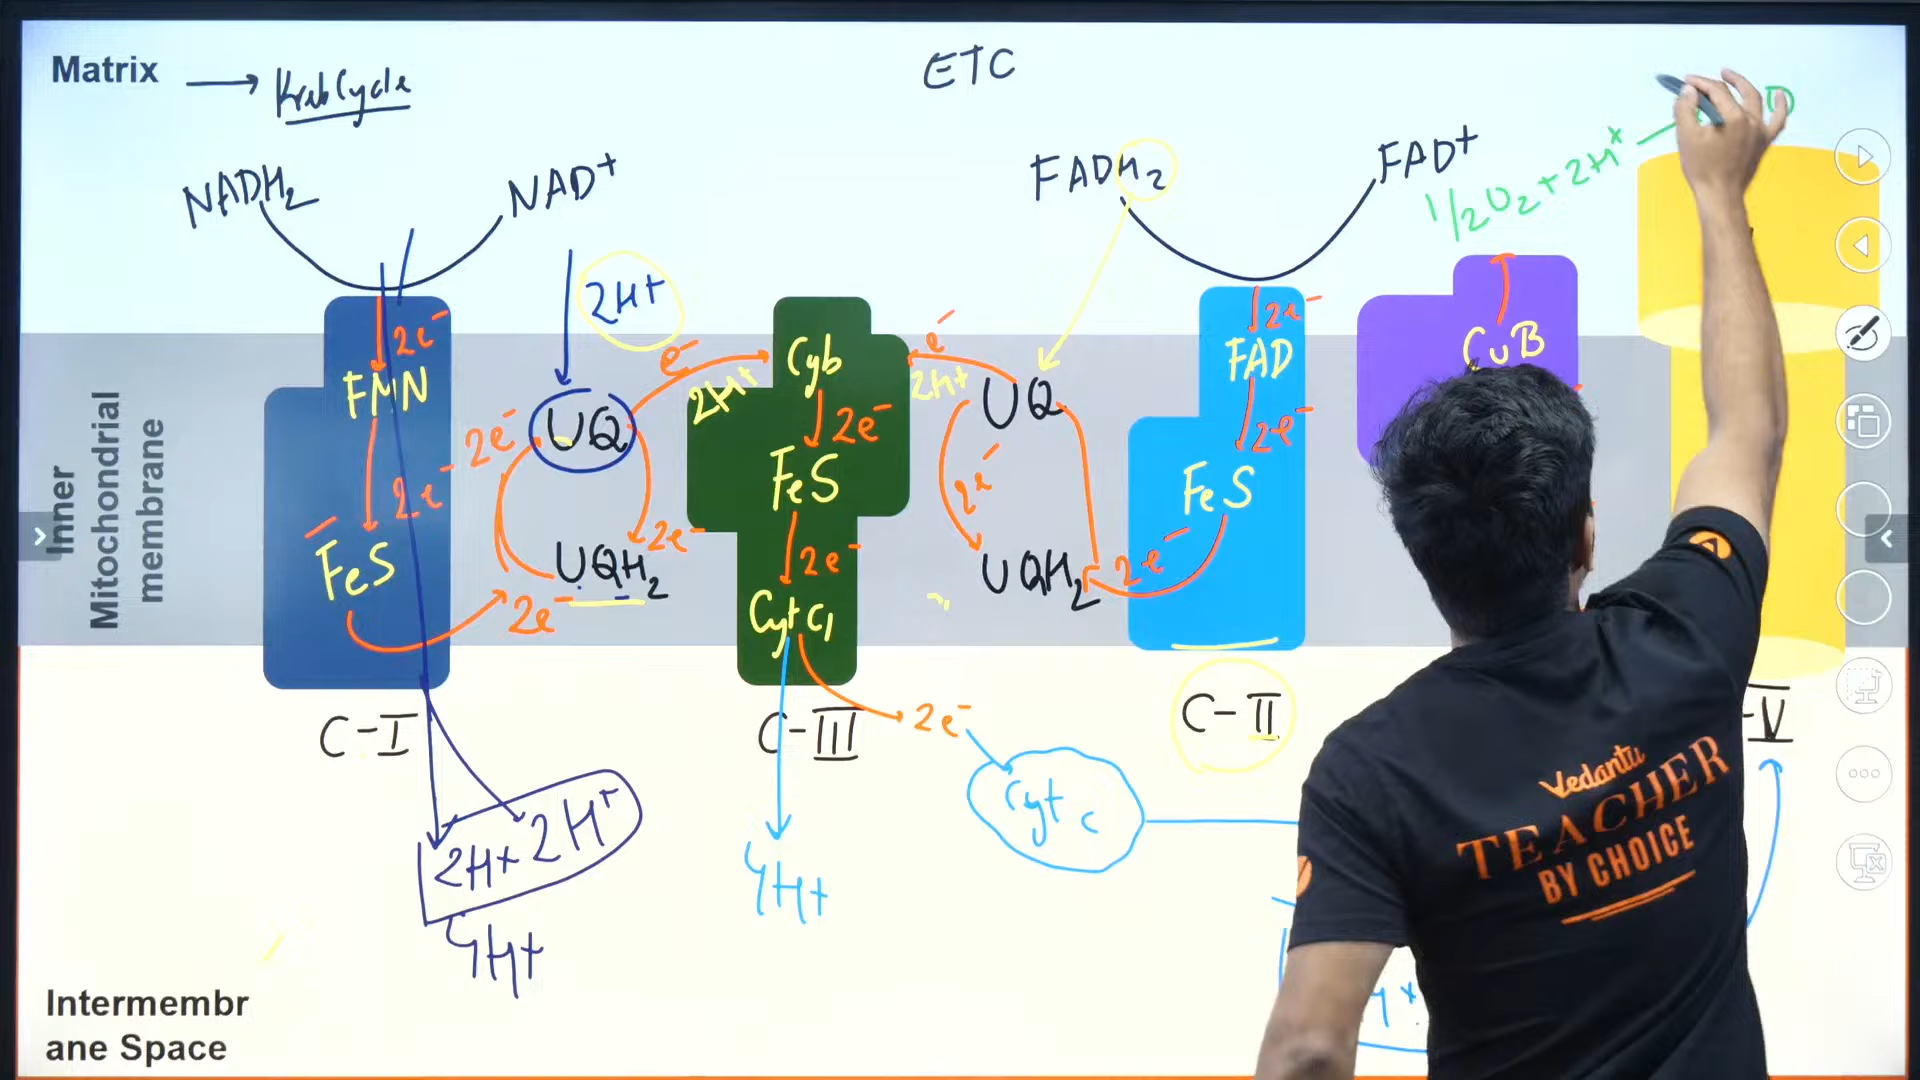 Matrix → Kreb Cycle
ETC
NADH2
NAD+
FADH2
FAD+
1/2O2 + 2H+
2H+
2e-
FMN
2e-
FeS
2e-
2e-
UQ
UQH2
2e-
e-
2H+
Cyb
2e-
FeS
2e-
Cyt C1
e-
2H+
UQ
2e-
UQH2
2e-
2e-
FAD
2e-
FeS
CuB
Inner
Mitochondrial
membrane
C-I
C-III
2e-
C-II
-V
Cyt c
2H+ 2H+
4H+
4H+
Intermembr
ane Space
Vedantu
TEACHER
BY CHOICE